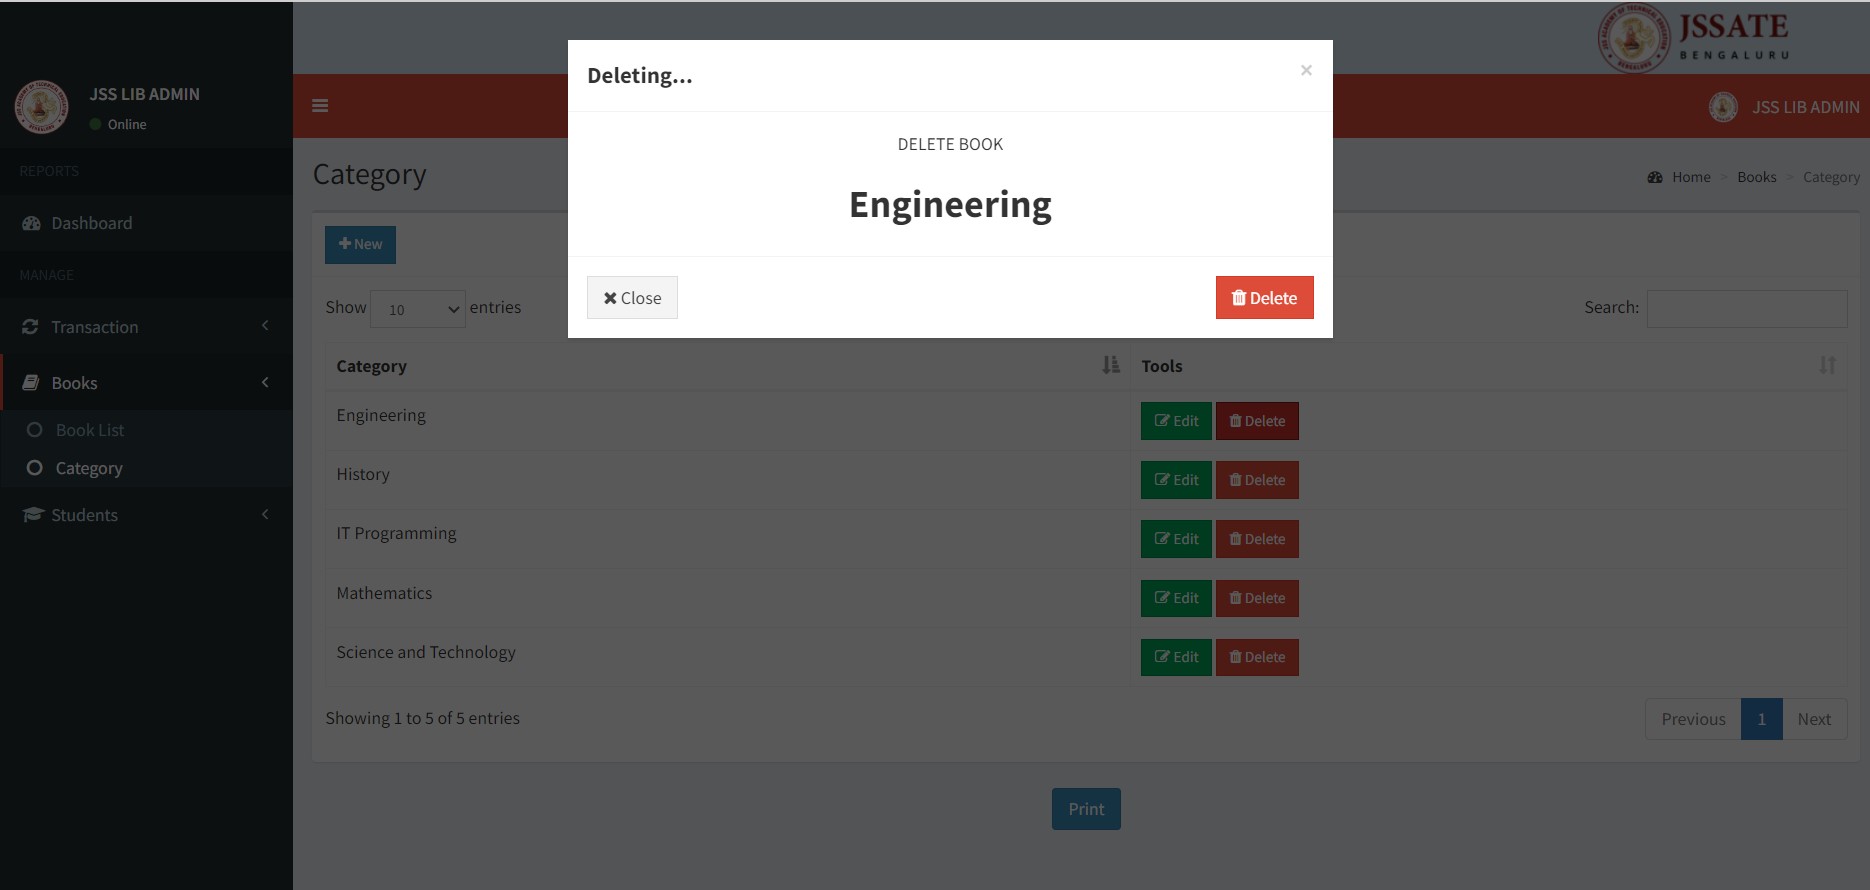 JSSATE
BENGALURU
JSS LIB ADMIN
Online
JSS LIB ADMIN
REPORTS
Dashboard
MANAGE
Transaction
Books
Book List
Category
Students
Category
Home > Books > Category
New
Show 10 entries
Search:
Category Tools
Engineering Edit Delete
History Edit Delete
IT Programming Edit Delete
Mathematics Edit Delete
Science and Technology Edit Delete
Showing 1 to 5 of 5 entries
Previous 1 Next
Print
Deleting...
×
DELETE BOOK
Engineering
Close Delete